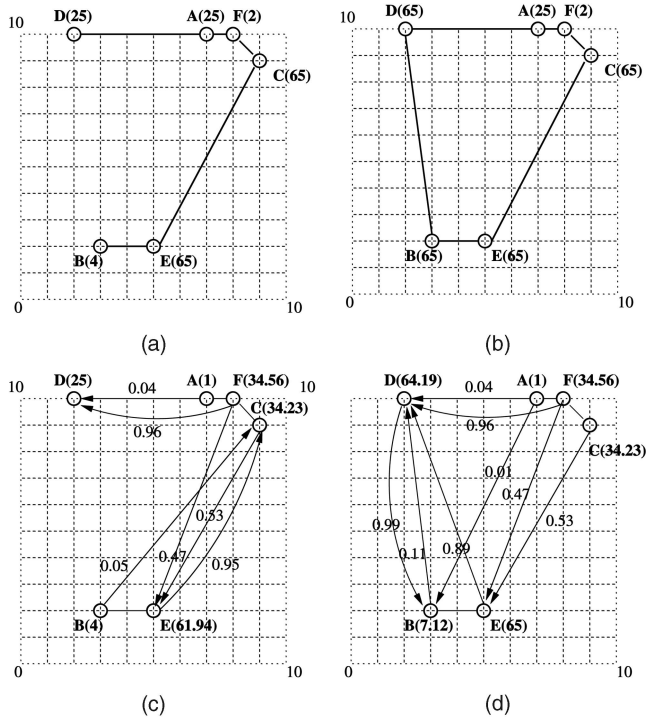 10 D(25) A(25) F(2)
C(65)
B(4) E(65)
0 10
(a)
10 D(65) A(25) F(2)
C(65)
B(65) E(65)
0 10
(b)
10 D(25) A(1) F(34.56) 10
C(34.23)
0.04
0.96
0.53
0.47
0.05 0.95
B(4) E(61.94)
0 10
(c)
10 D(64.19) A(1) F(34.56)
C(34.23)
0.04
0.96
0.01
0.47
0.99 0.53
0.11 0.89
B(7.12) E(65)
0 10
(d)